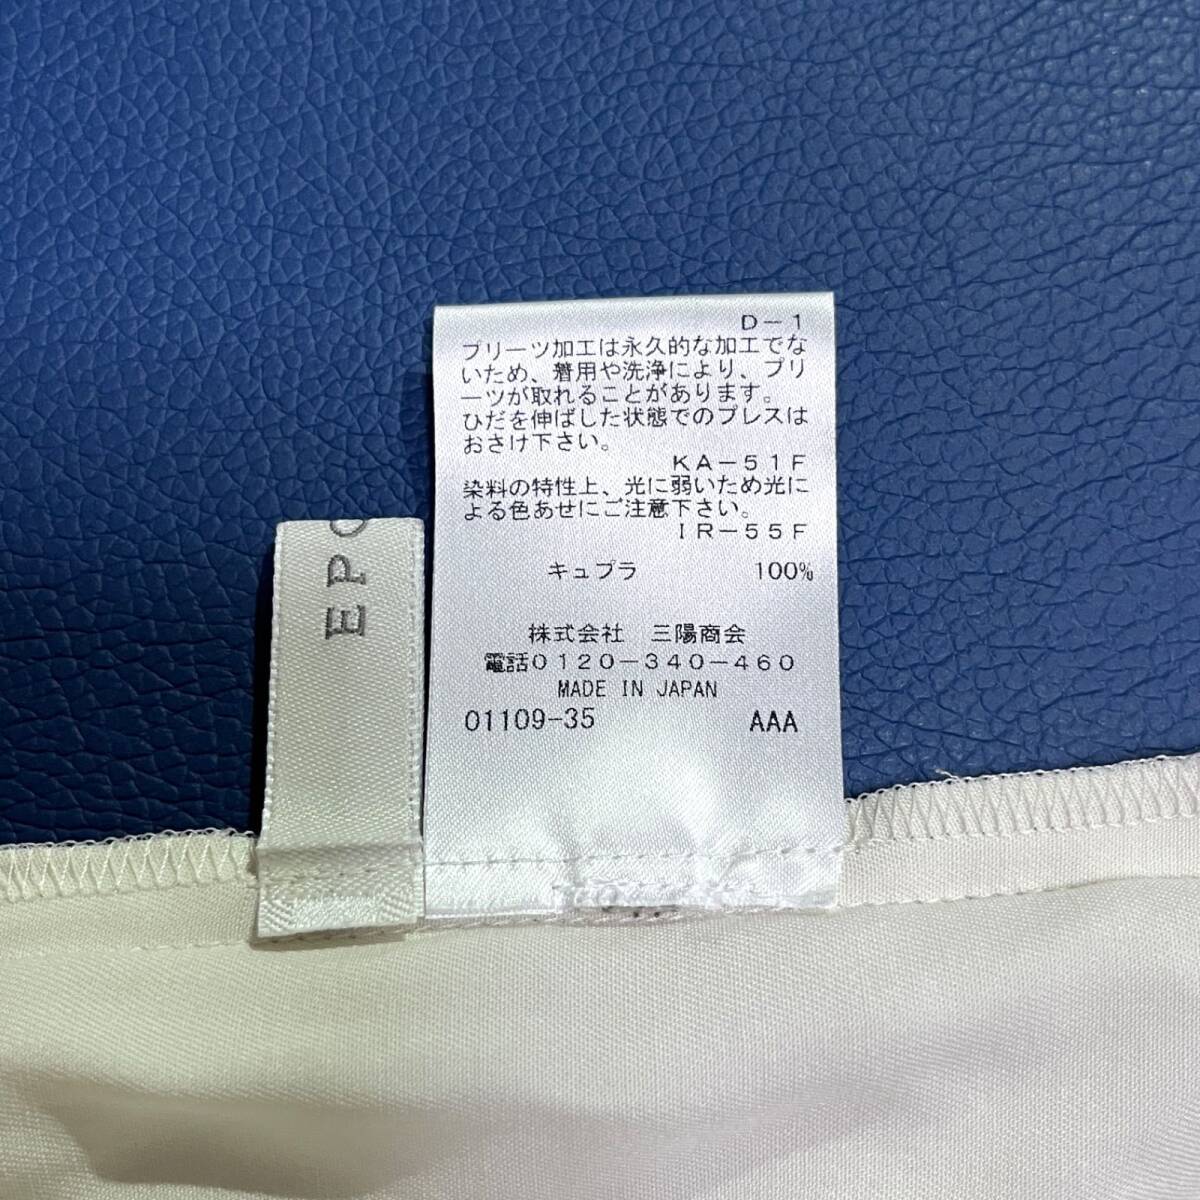 D-1
プリーツ加工は永久的な加工でな
いため、着用や洗浄により、プリ
ーツが取れることがあります。
ひだを伸ばした状態でのプレスは
おさけ下さい。
KA-51F
染料の特性上、光に弱いため光に
よる色あせにご注意下さい。
IR-55F
キュプラ 100%
株式会社 三陽商会
電話0120-340-460
MADE IN JAPAN
01109-35 AAA
EPO